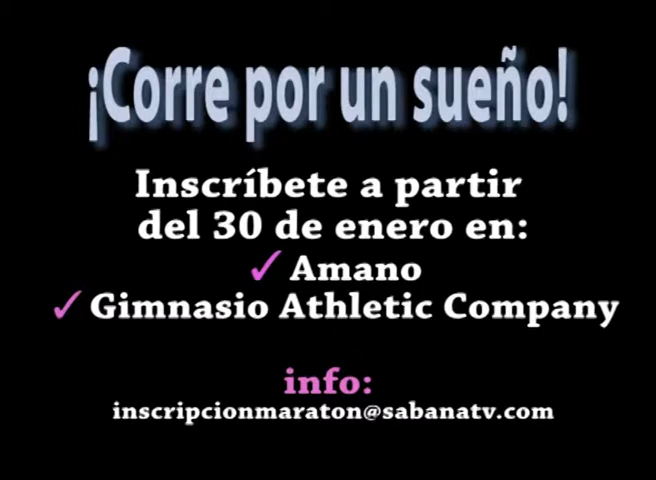 ¡Corre por un sueño!
Inscríbete a partir
del 30 de enero en:
✓ Amano
✓ Gimnasio Athletic Company
info:
inscripcionmaraton@sabanatv.com